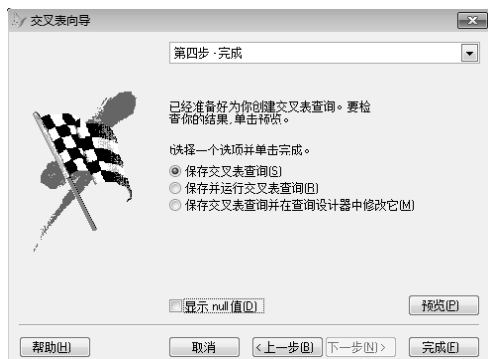 交叉表向导
第四步·完成
已经准备好为你创建交叉表查询。要检
查你的结果,单击预览。
选择一个选项并单击完成。
保存交叉表查询(S)
保存并运行交叉表查询(R)
保存交叉表查询并在查询设计器中修改它(M)
显示 null 值(D)
预览(P)
帮助(H)
取消
<上一步(B)
下一步(N)>
完成(F)